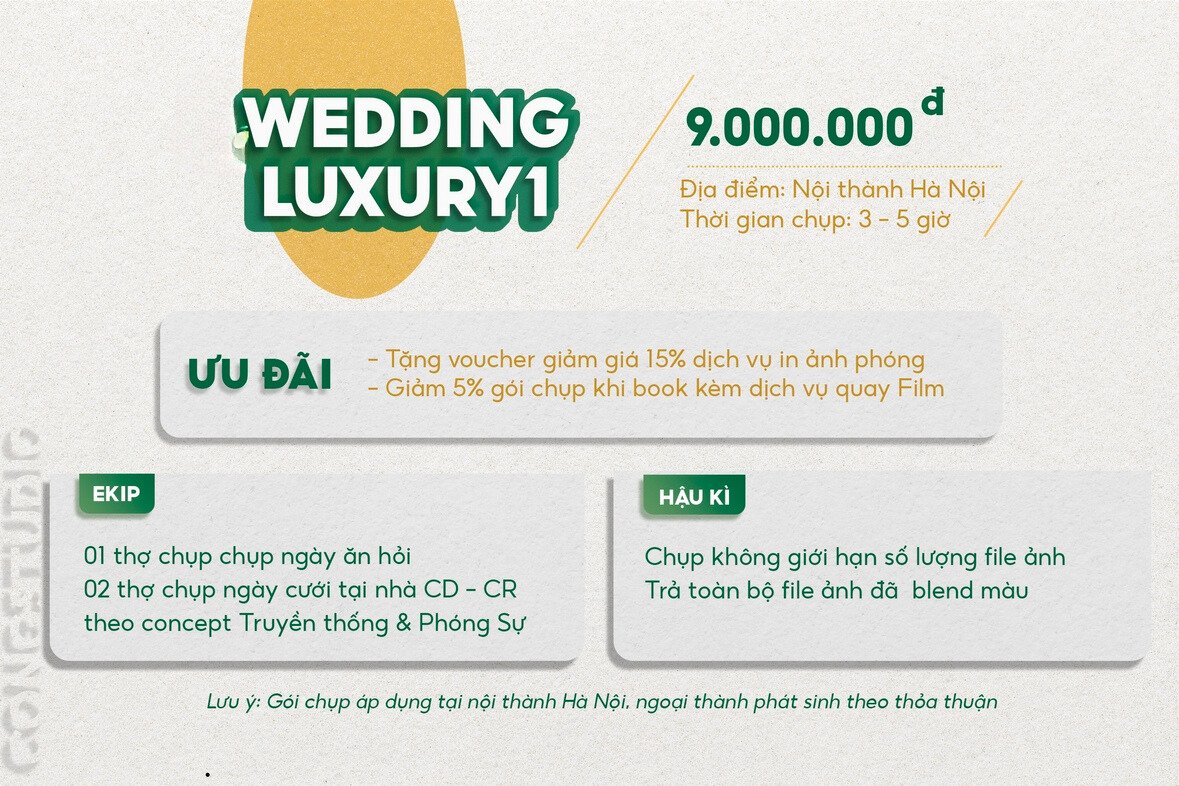 WEDDING
LUXURY1
9.000.000đ
Địa điểm: Nội thành Hà Nội
Thời gian chụp: 3 - 5 giờ
ƯU ĐÃI
- Tặng voucher giảm giá 15% dịch vụ in ảnh phóng
- Giảm 5% gói chụp khi book kèm dịch vụ quay Film
EKIP
01 thợ chụp chụp ngày ăn hỏi
02 thợ chụp ngày cưới tại nhà CD - CR
theo concept Truyền thống & Phóng Sự
HẬU KÌ
Chụp không giới hạn số lượng file ảnh
Trả toàn bộ file ảnh đã  blend màu
Lưu ý: Gói chụp áp dụng tại nội thành Hà Nội, ngoại thành phát sinh theo thỏa thuận